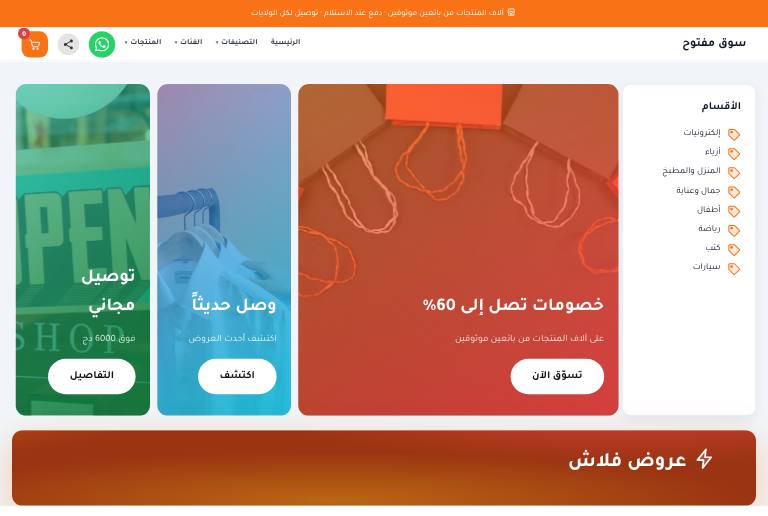 آلاف المنتجات من بائعين موثوقين · دفع عند الاستلام · توصيل لكل الولايات
سوق مفتوح
الرئيسية
التصنيفات
الفئات
المنتجات
0
الأقسام
إلكترونيات
أزياء
المنزل والمطبخ
جمال وعناية
أطفال
رياضة
كتب
سيارات
خصومات تصل إلى 60%
على آلاف المنتجات من بائعين موثوقين
تسوّق الآن
وصل حديثاً
اكتشف أحدث العروض
اكتشف
OPEN
SHOP
توصيل
مجاني
فوق 6000 دج
التفاصيل
عروض فلاش